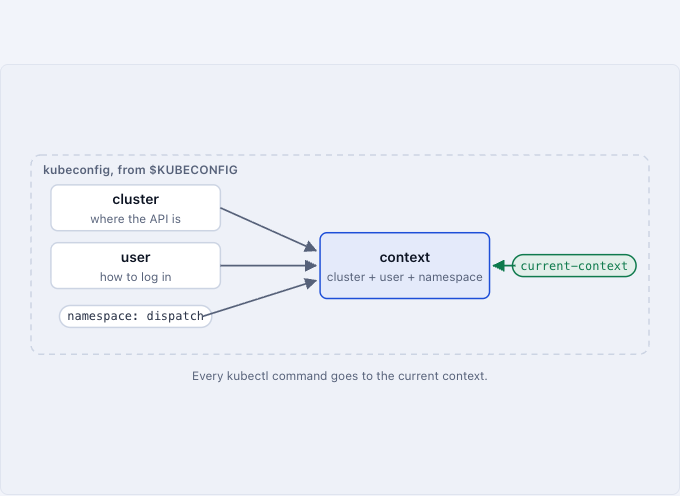 kubeconfig, from $KUBECONFIG
cluster
where the API is
user
how to log in
namespace: dispatch
context
cluster + user + namespace
current-context
Every kubectl command goes to the current context.